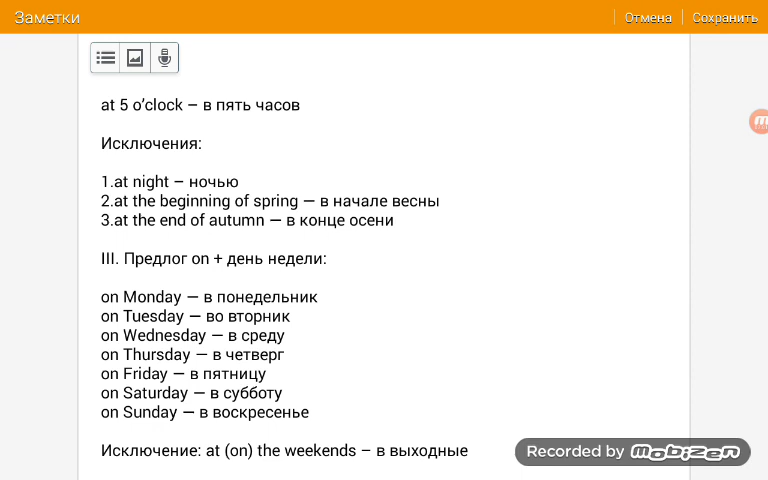 Заметки
Отмена
Сохранить
at 5 o’clock – в пять часов
Исключения:
1.at night – ночью
2.at the beginning of spring — в начале весны
3.at the end of autumn — в конце осени
III. Предлог on + день недели:
on Monday — в понедельник
on Tuesday — во вторник
on Wednesday — в среду
on Thursday — в четверг
on Friday — в пятницу
on Saturday — в субботу
on Sunday — в воскресенье
Исключение: at (on) the weekends – в выходные
Recorded by mobizen